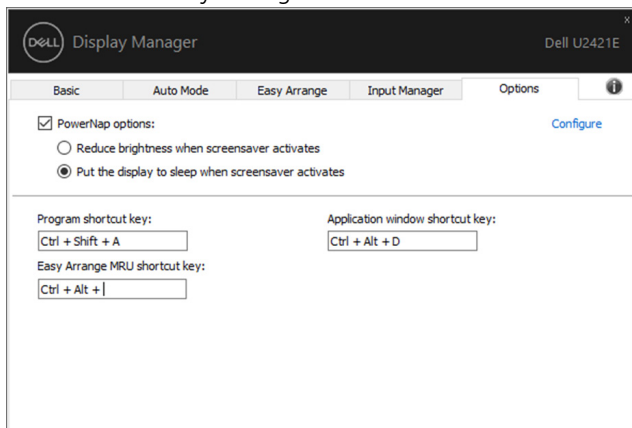 DELL Display Manager
x
Dell U2421E
Basic Auto Mode Easy Arrange Input Manager Options i
PowerNap options: Configure
Reduce brightness when screensaver activates
Put the display to sleep when screensaver activates
Program shortcut key: Application window shortcut key:
Ctrl + Shift + A Ctrl + Alt + D
Easy Arrange MRU shortcut key:
Ctrl + Alt +